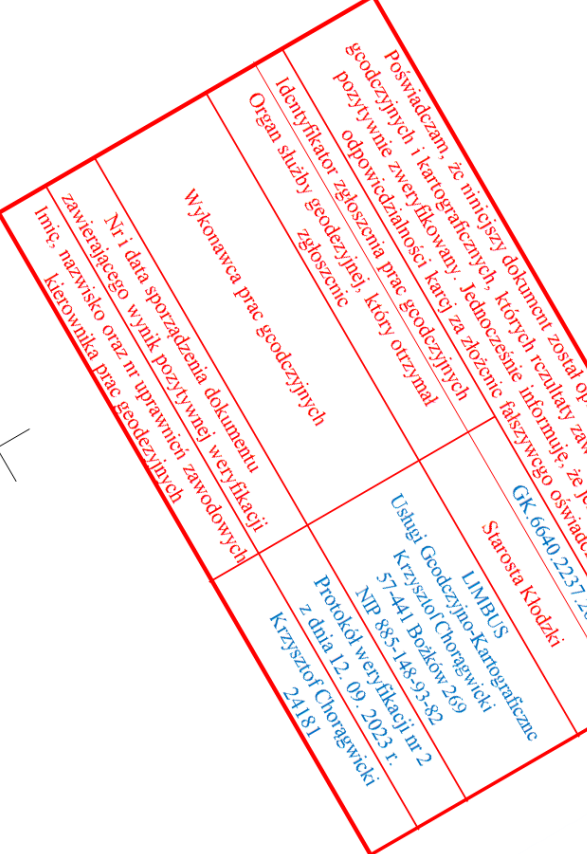 Poświadczam, że niniejszy dokument został
geodezyjnych i kartograficznych, których rezultaty
pozytywnie zweryfikowany. Jednocześnie informuję, że
odpowiedzialności karej za złożenie fałszywego
Identyfikator zgłoszenia prac geodezyjnych
GK.6640.2237.
Organ służby geodezyjnej, który otrzymał
zgłoszenie
Starosta Kłodzki
Wykonawca prac geodezyjnych
LIMBUS
Usługi Geodezyjno-Kartograficzne
Krzysztof Chorągwicki
57-441 Bożków 269
NIP 885-148-93-82
Nr i data sporządzenia dokumentu
zawierającego wynik pozytywnej weryfikacji
Protokół weryfikacji nr 2
z dnia 12. 09. 2023 r.
Imię, nazwisko oraz nr uprawnień zawodowych
kierownika prac geodezyjnych
Krzysztof Chorągwicki
24181